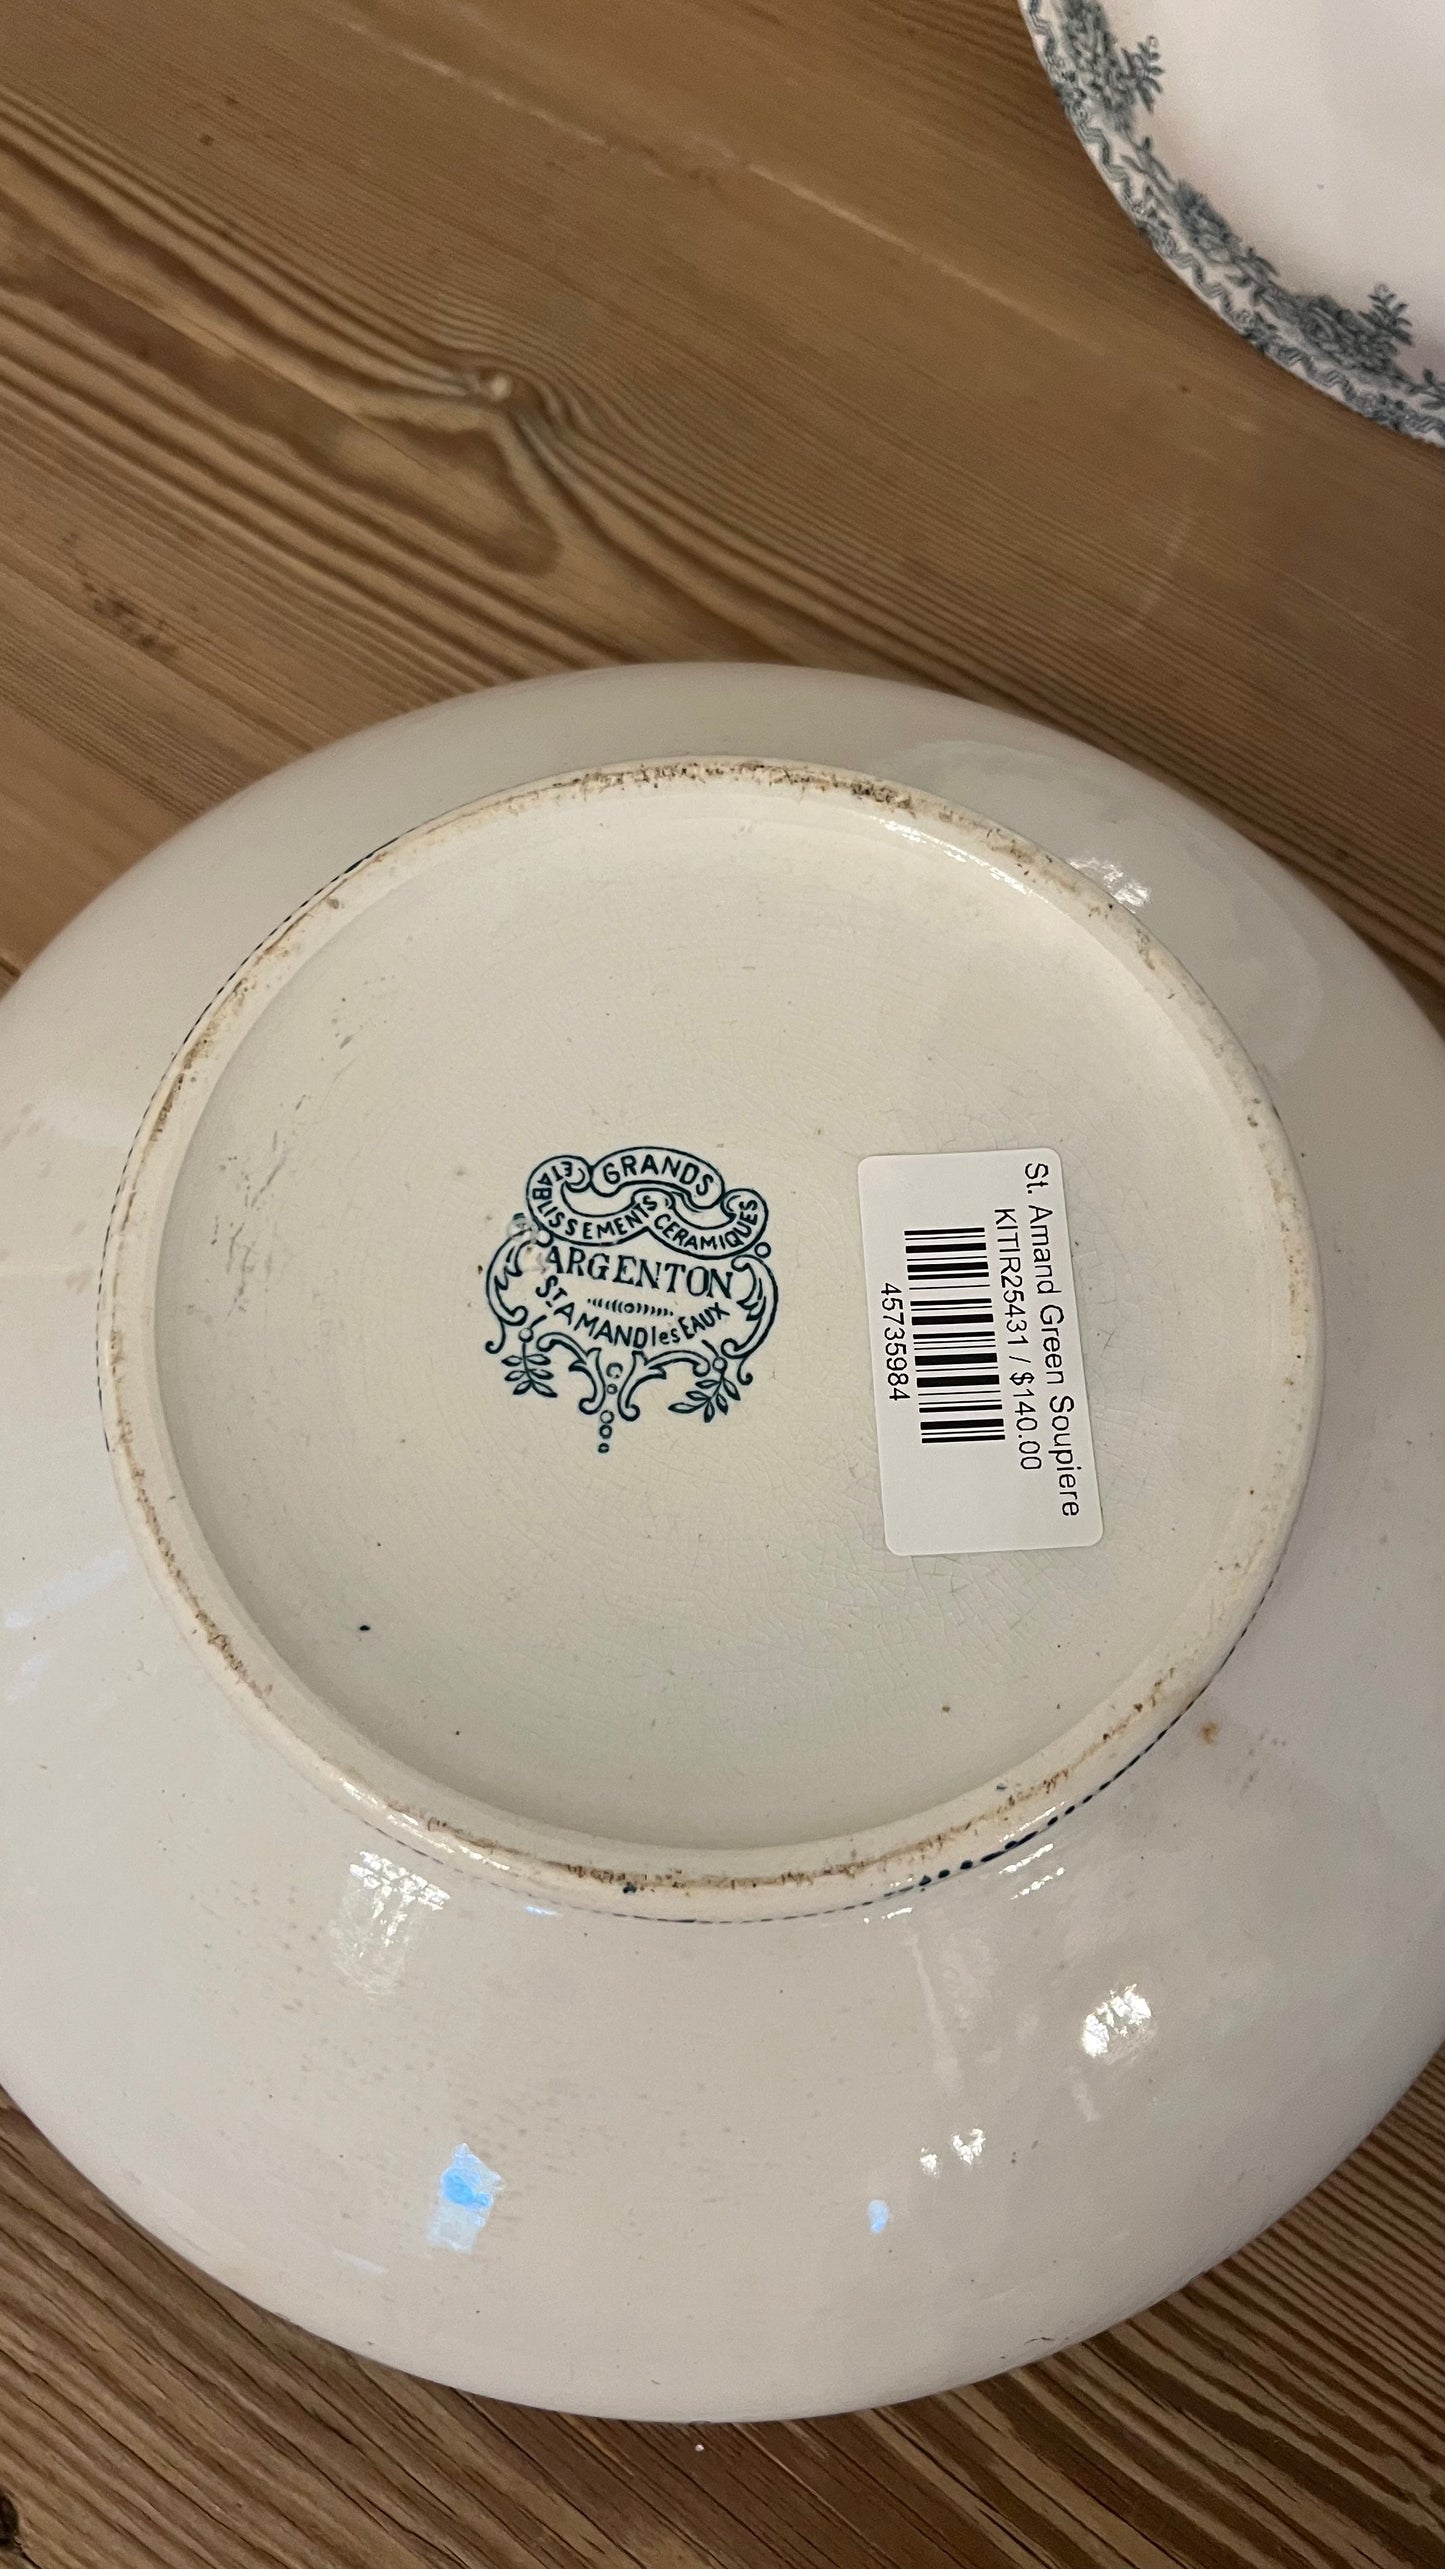 GRANDS
ETABLISSEMENTS CERAMIQUES
ARGENTON
ST AMAND les EAUX
St. Amand Green Soupiere
KITIR25431 / $140.00
45735984